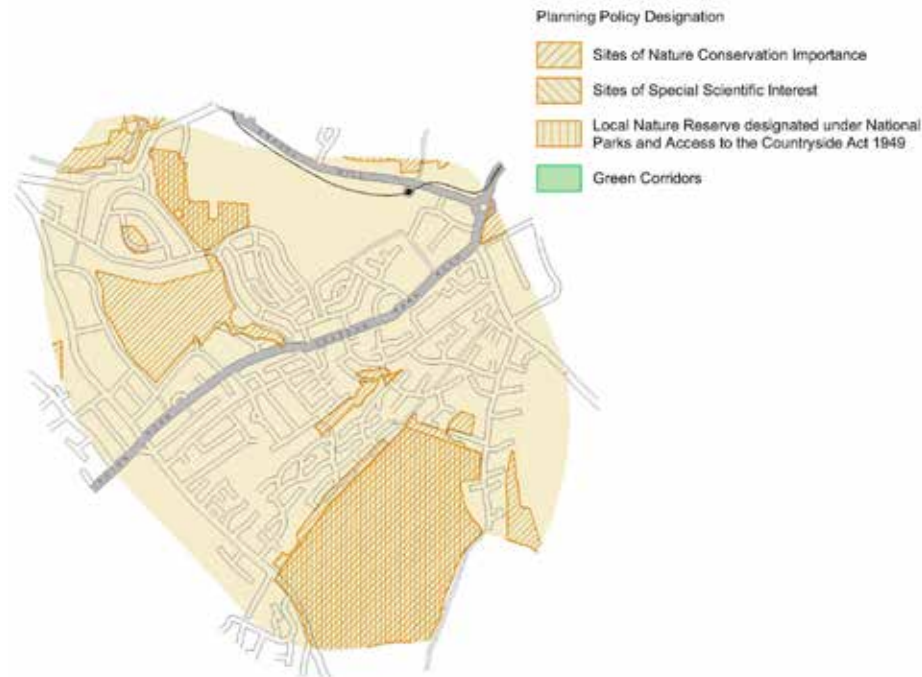 Planning Policy Designation
Sites of Nature Conservation Importance
Sites of Special Scientific Interest
Local Nature Reserve designated under National
Parks and Access to the Countryside Act 1949
Green Corridors